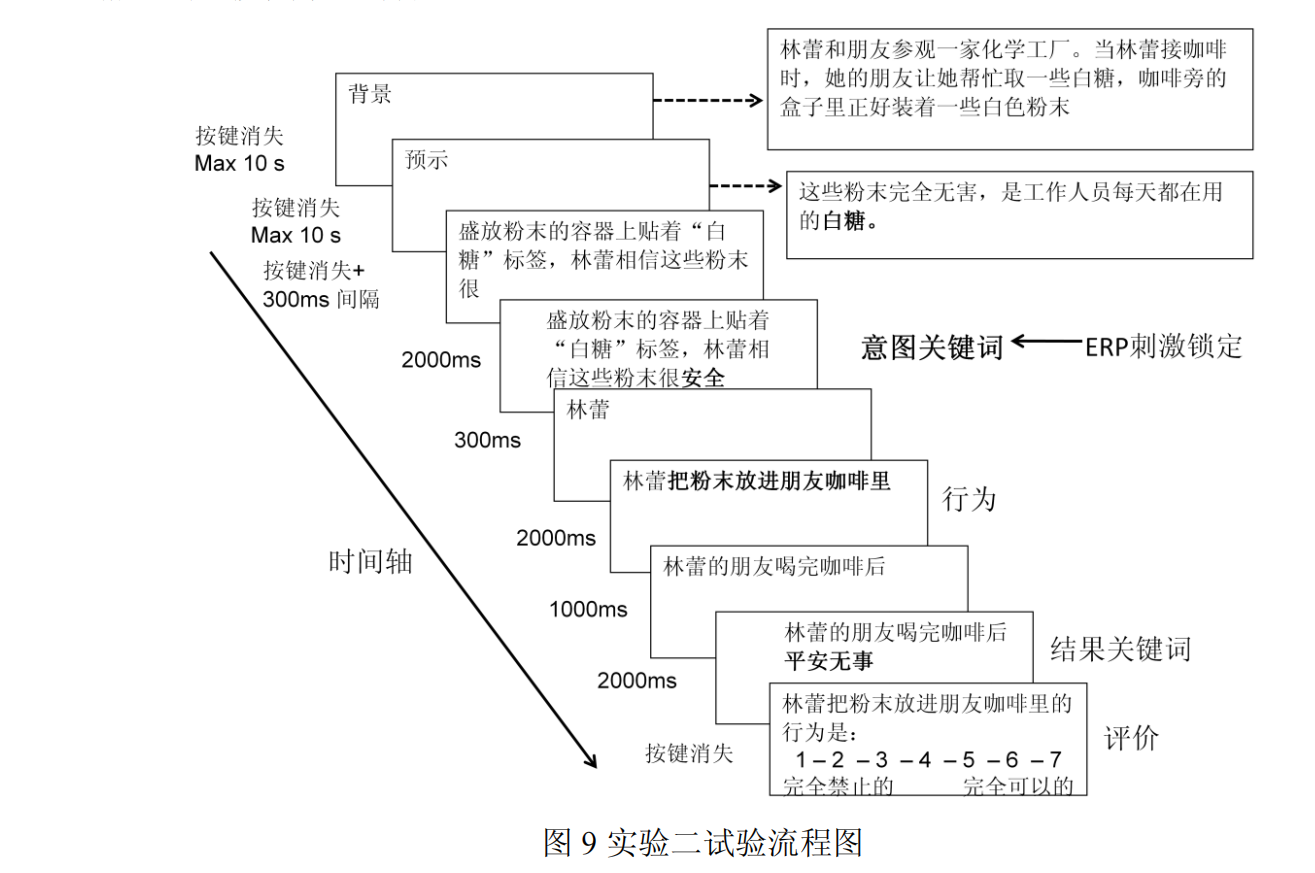 林蕾和朋友参观一家化学工厂。当林蕾接咖啡
时，她的朋友让她帮忙取一些白糖，咖啡旁的
盒子里正好装着一些白色粉末
背景
按键消失
Max 10 s
预示
这些粉末完全无害，是工作人员每天都在用
的白糖。
按键消失
Max 10 s
盛放粉末的容器上贴着“白
糖”标签，林蕾相信这些粉末
很
按键消失+
300ms 间隔
盛放粉末的容器上贴着
“白糖”标签，林蕾相
信这些粉末很安全
2000ms
意图关键词
ERP刺激锁定
林蕾
300ms
林蕾把粉末放进朋友咖啡里
行为
2000ms
时间轴
林蕾的朋友喝完咖啡后
1000ms
林蕾的朋友喝完咖啡后
平安无事
结果关键词
2000ms
林蕾把粉末放进朋友咖啡里的
行为是：
1 – 2 – 3 – 4 – 5 – 6 – 7
完全禁止的 完全可以的
评价
按键消失
图 9 实验二试验流程图